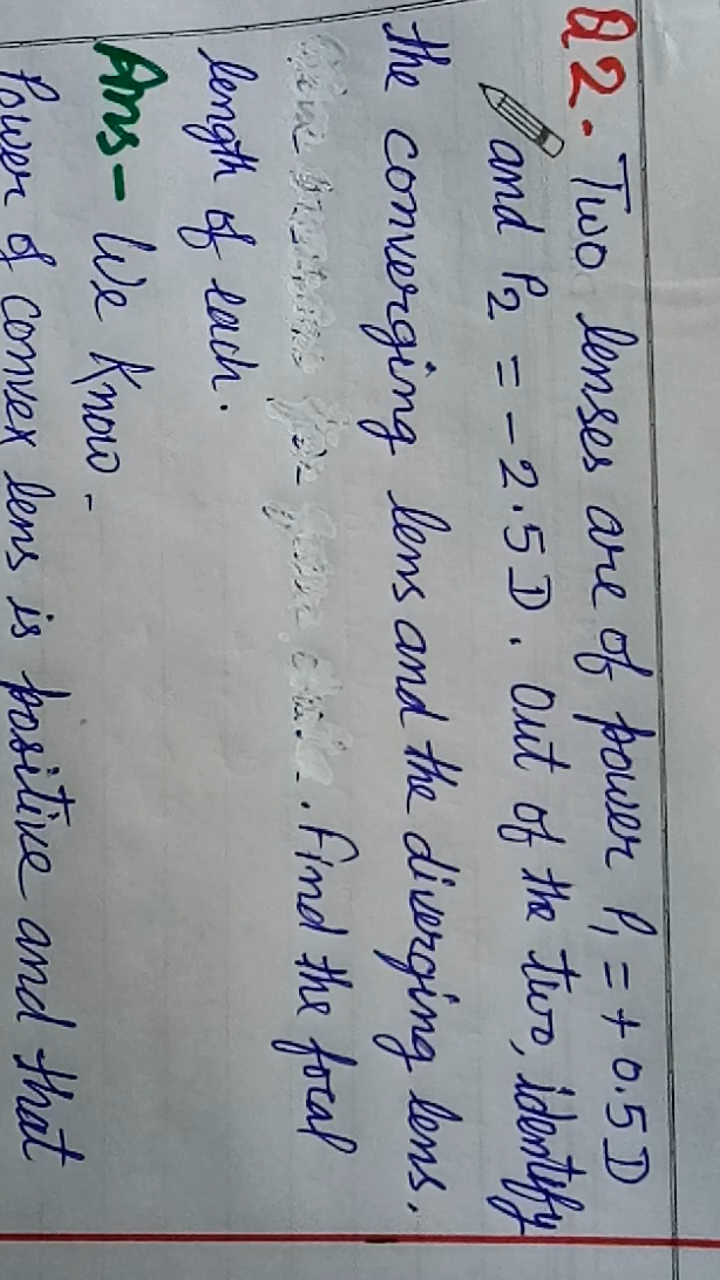 Q2. Two lenses are of power P1 = + 0.5D
and P2 = -2.5D. Out of the two, identify
the converging lens and the diverging lens.
. Find the focal
length of each.
Ans- We Know -
Power of convex lens is positive and that